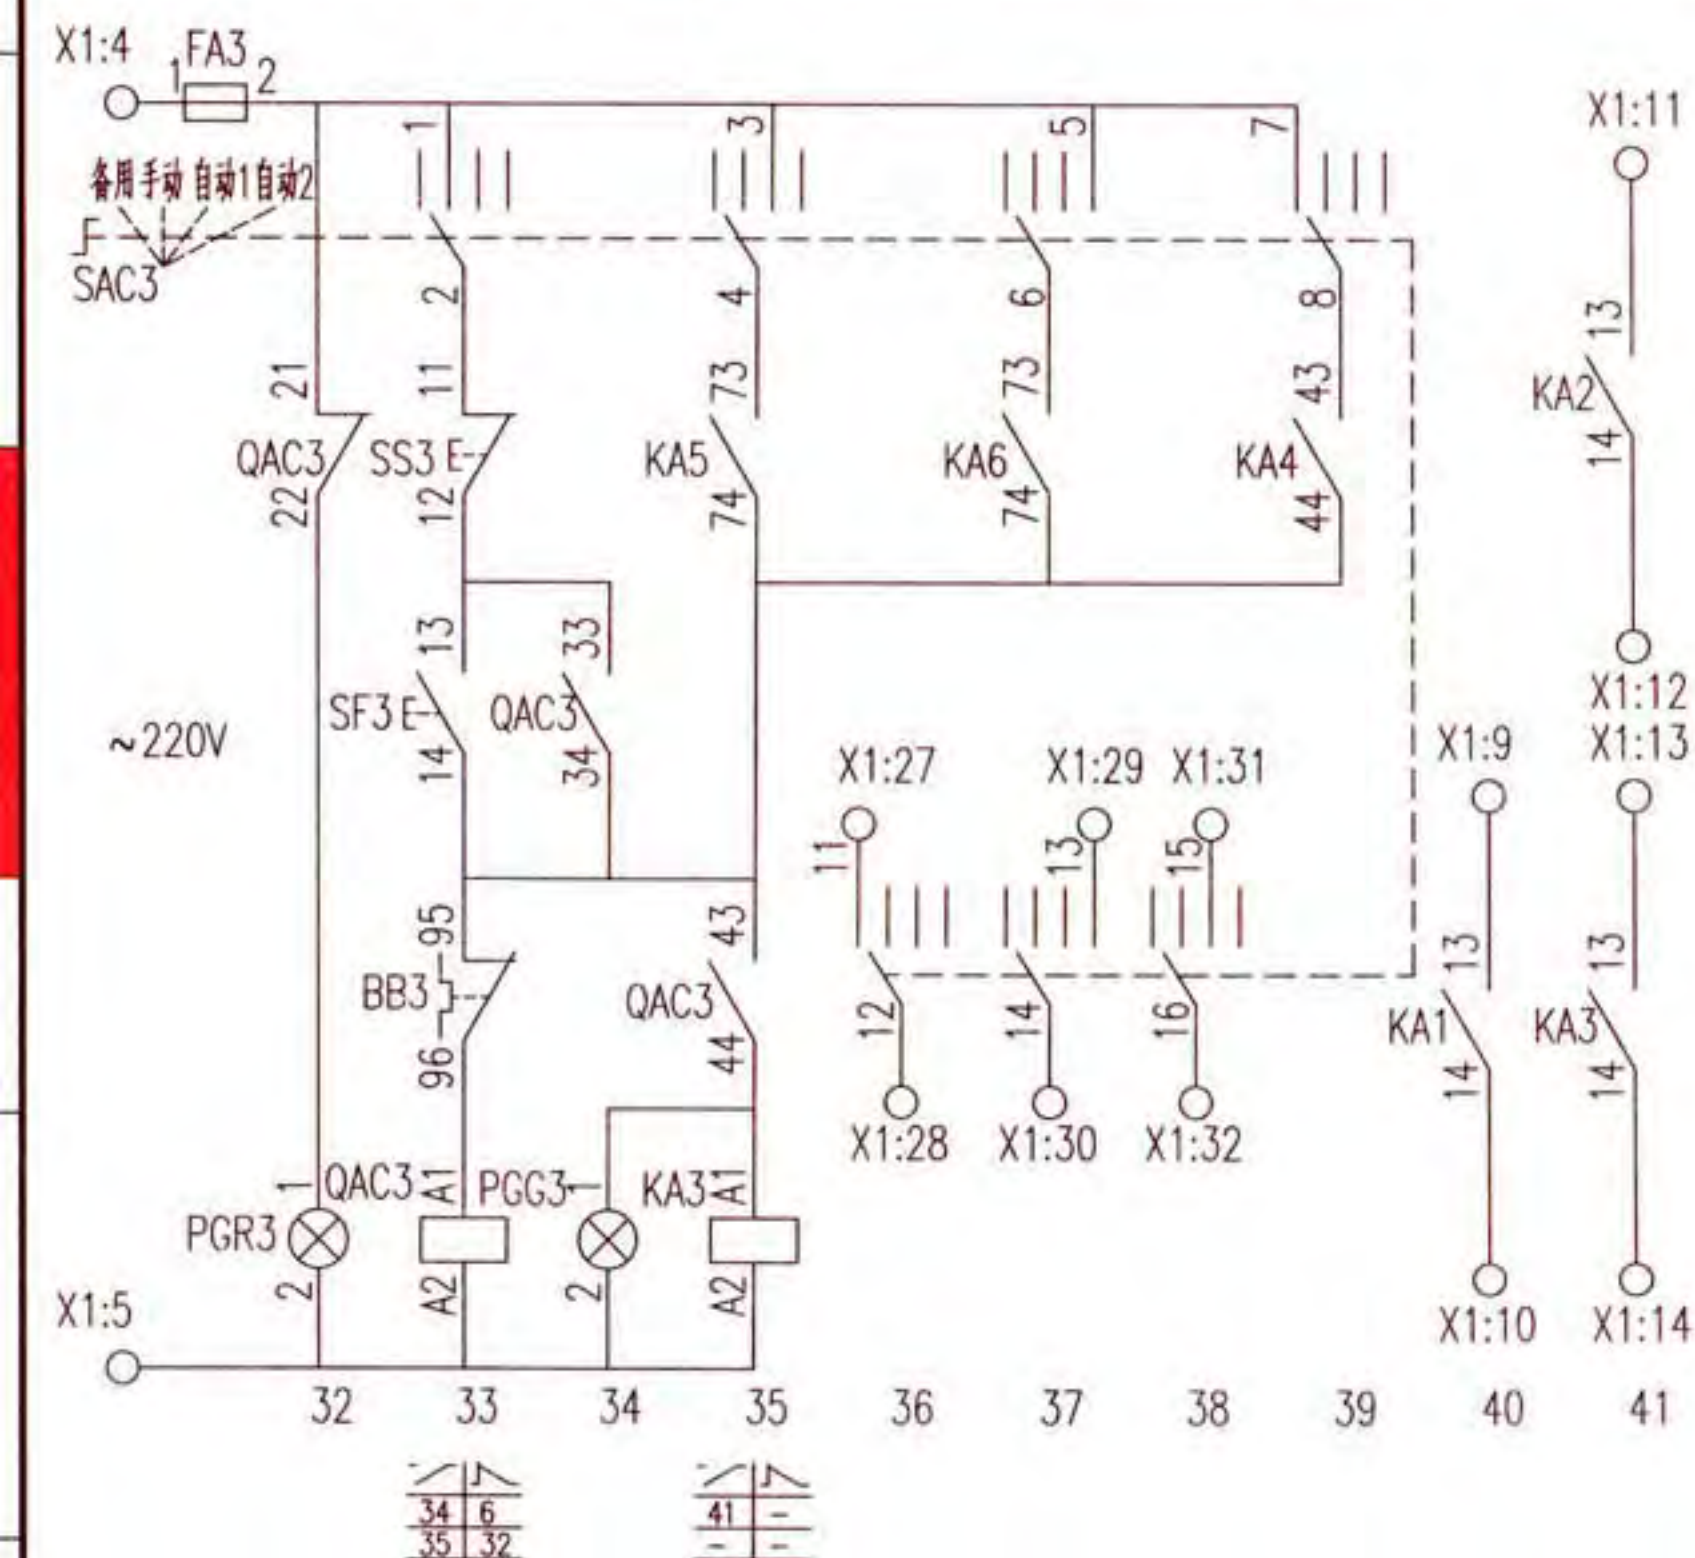 X1:4
FA3
1
2
X1:11
1
3
5
7
备用 手动 自动1 自动2
SAC3
2
4
6
8
13
21
11
73
73
43
KA2
QAC3
SS3
KA5
KA6
KA4
14
22
12
74
74
44
13
33
X1:12
SF3
QAC3
~220V
X1:27
X1:29
X1:31
X1:9
X1:13
14
34
11
13
15
95
43
13
13
BB3
QAC3
12
14
16
KA1
KA3
96
44
14
14
X1:28
X1:30
X1:32
1
QAC3
A1
PGG3
1
KA3
A1
PGR3
2
A2
2
A2
X1:5
X1:10
X1:14
32
33
34
35
36
37
38
39
40
41
34 6
41 -
35 32
- -